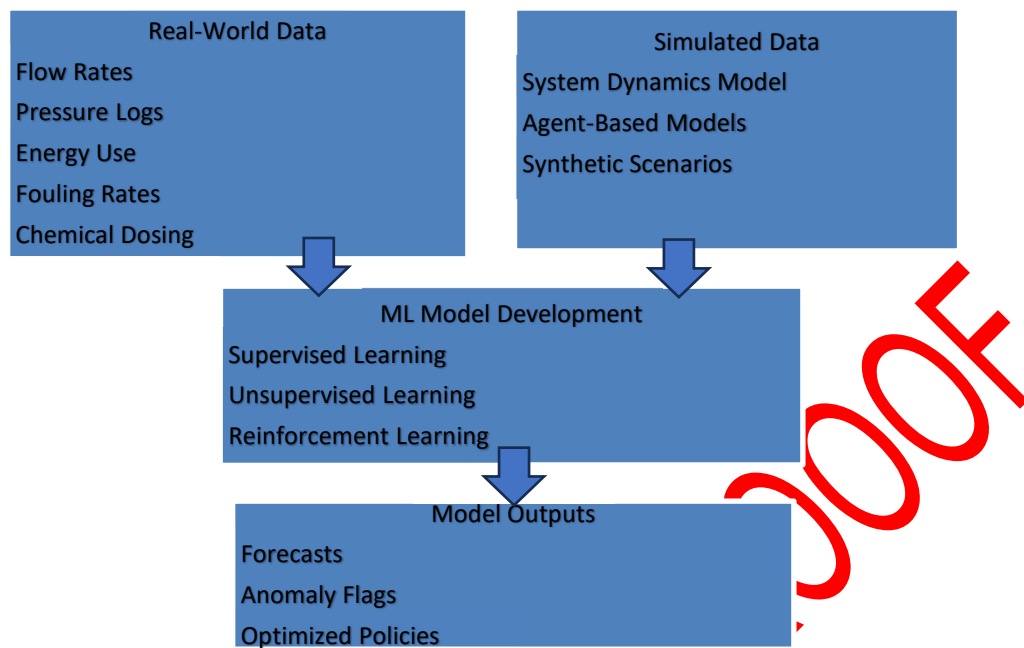 Real-World Data
Flow Rates
Pressure Logs
Energy Use
Fouling Rates
Chemical Dosing
Simulated Data
System Dynamics Model
Agent-Based Models
Synthetic Scenarios
ML Model Development
Supervised Learning
Unsupervised Learning
Reinforcement Learning
Model Outputs
Forecasts
Anomaly Flags
Optimized Policies
OOF